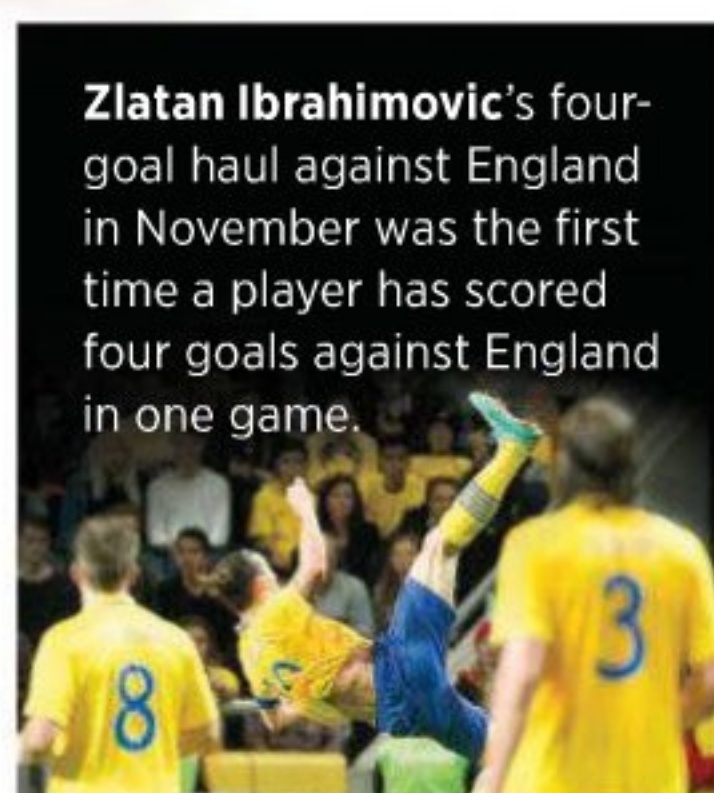 Zlatan Ibrahimovic's four-
goal haul against England
in November was the first
time a player has scored
four goals against England
in one game.
8
3